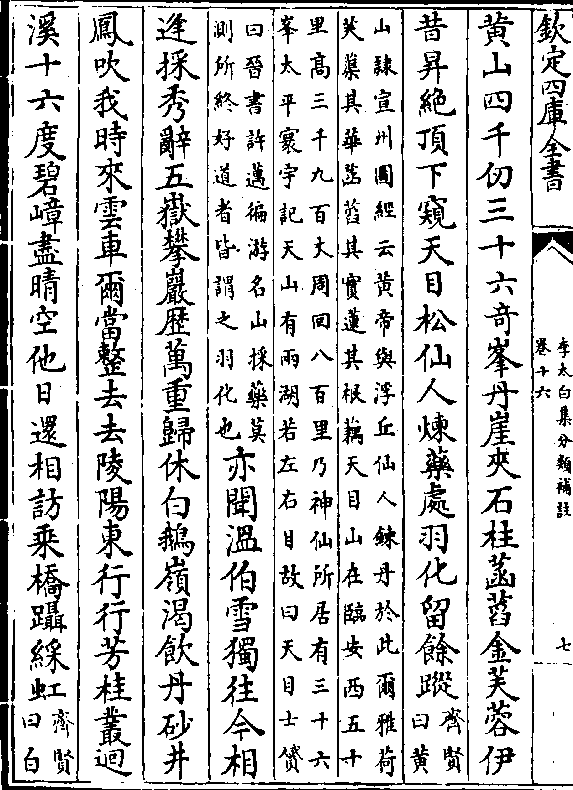 欽定四庫全書
李太白集分類補註
卷十六
七
黄山四千仞三十六竒峯丹崖夾石柱菡萏金芙蓉伊
昔昇絶頂下窺天目松仙人煉藥處羽化留餘蹤齊賢曰黄
山隷宣州圖經云黄帝與浮丘仙人鍊丹於此爾雅荷
芙蕖其華菡萏其實蓮其根藕天目山在臨安西五十
里高三千九百丈周回八百里乃神仙所居有三十六
峯太平寰宇記天山有兩湖若左右目故曰天目士贇
曰晉書許邁徧游名山採藥莫
測所終好道者皆謂之羽化也亦聞溫伯雪獨往今相
逢採秀辭五嶽攀巖歴萬重歸休白鵝嶺渴飲丹砂井
鳳吹我時來雲車爾當整去去陵陽東行行芳桂叢迴
溪十六度碧嶂盡晴空他日還相訪乘橋躡綵虹齊賢曰白